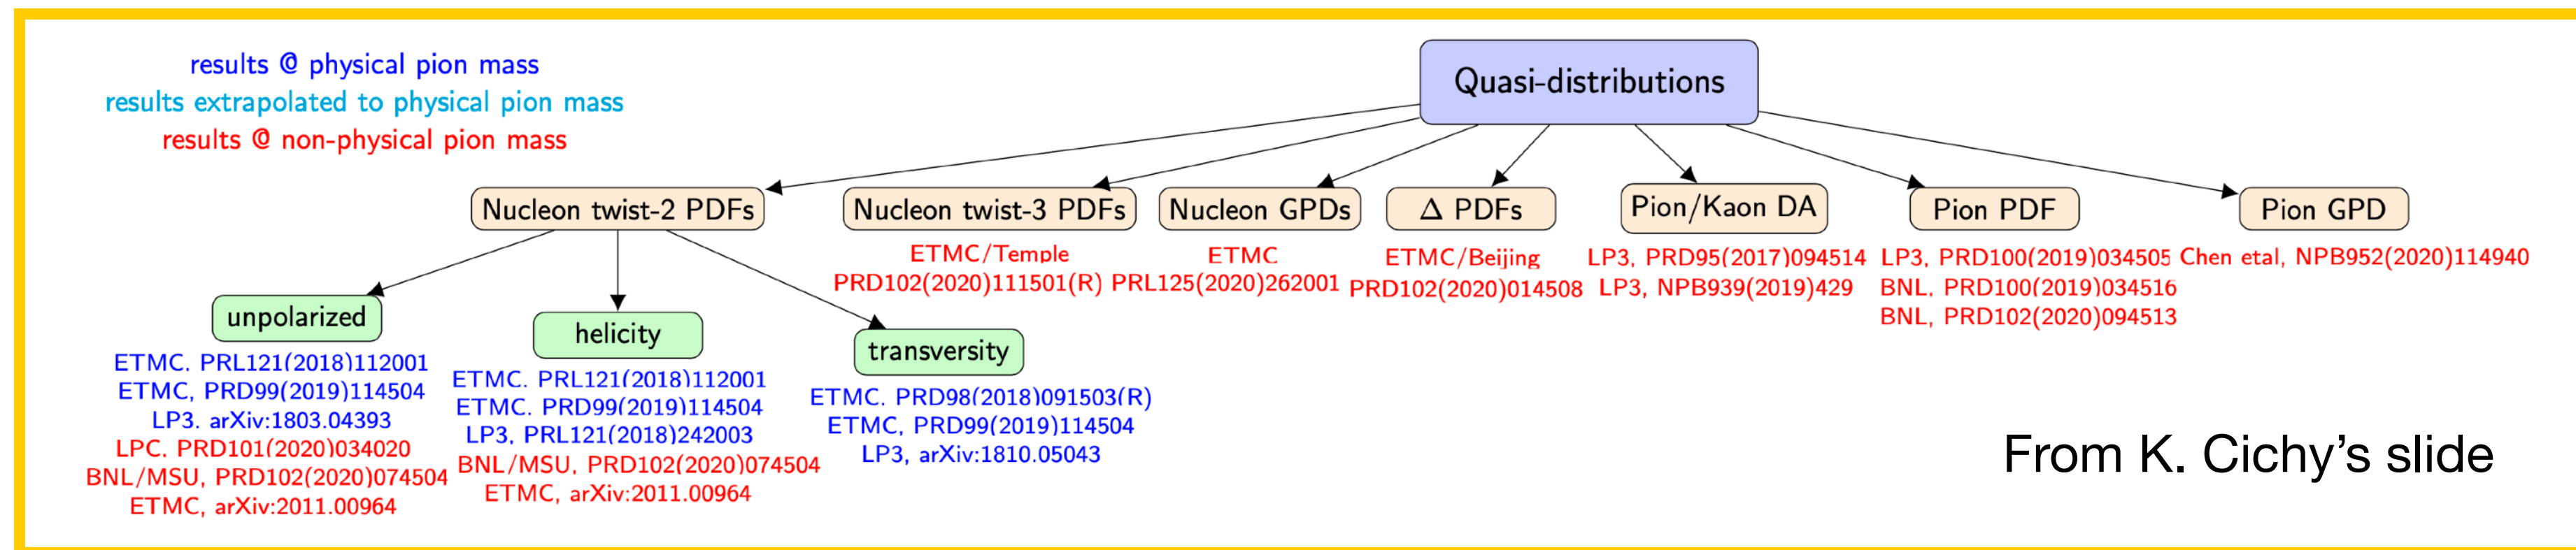 results @ physical pion mass
results extrapolated to physical pion mass
results @ non-physical pion mass
Quasi-distributions
Nucleon twist-2 PDFs
Nucleon twist-3 PDFs
ETMC/Temple
PRD102(2020)111501(R)
Nucleon GPDs
ETMC
PRL125(2020)262001
Δ PDFs
ETMC/Beijing
PRD102(2020)014508
Pion/Kaon DA
LP3, PRD95(2017)094514
LP3, NPB939(2019)429
Pion PDF
LP3, PRD100(2019)034505
BNL, PRD100(2019)034516
BNL, PRD102(2020)094513
Pion GPD
Chen etal, NPB952(2020)114940
unpolarized
ETMC, PRL121(2018)112001
ETMC, PRD99(2019)114504
LP3, arXiv:1803.04393
LPC, PRD101(2020)034020
BNL/MSU, PRD102(2020)074504
ETMC, arXiv:2011.00964
helicity
ETMC, PRL121(2018)112001
ETMC, PRD99(2019)114504
LP3, PRL121(2018)242003
BNL/MSU, PRD102(2020)074504
ETMC, arXiv:2011.00964
transversity
ETMC, PRD98(2018)091503(R)
ETMC, PRD99(2019)114504
LP3, arXiv:1810.05043
From K. Cichy’s slide